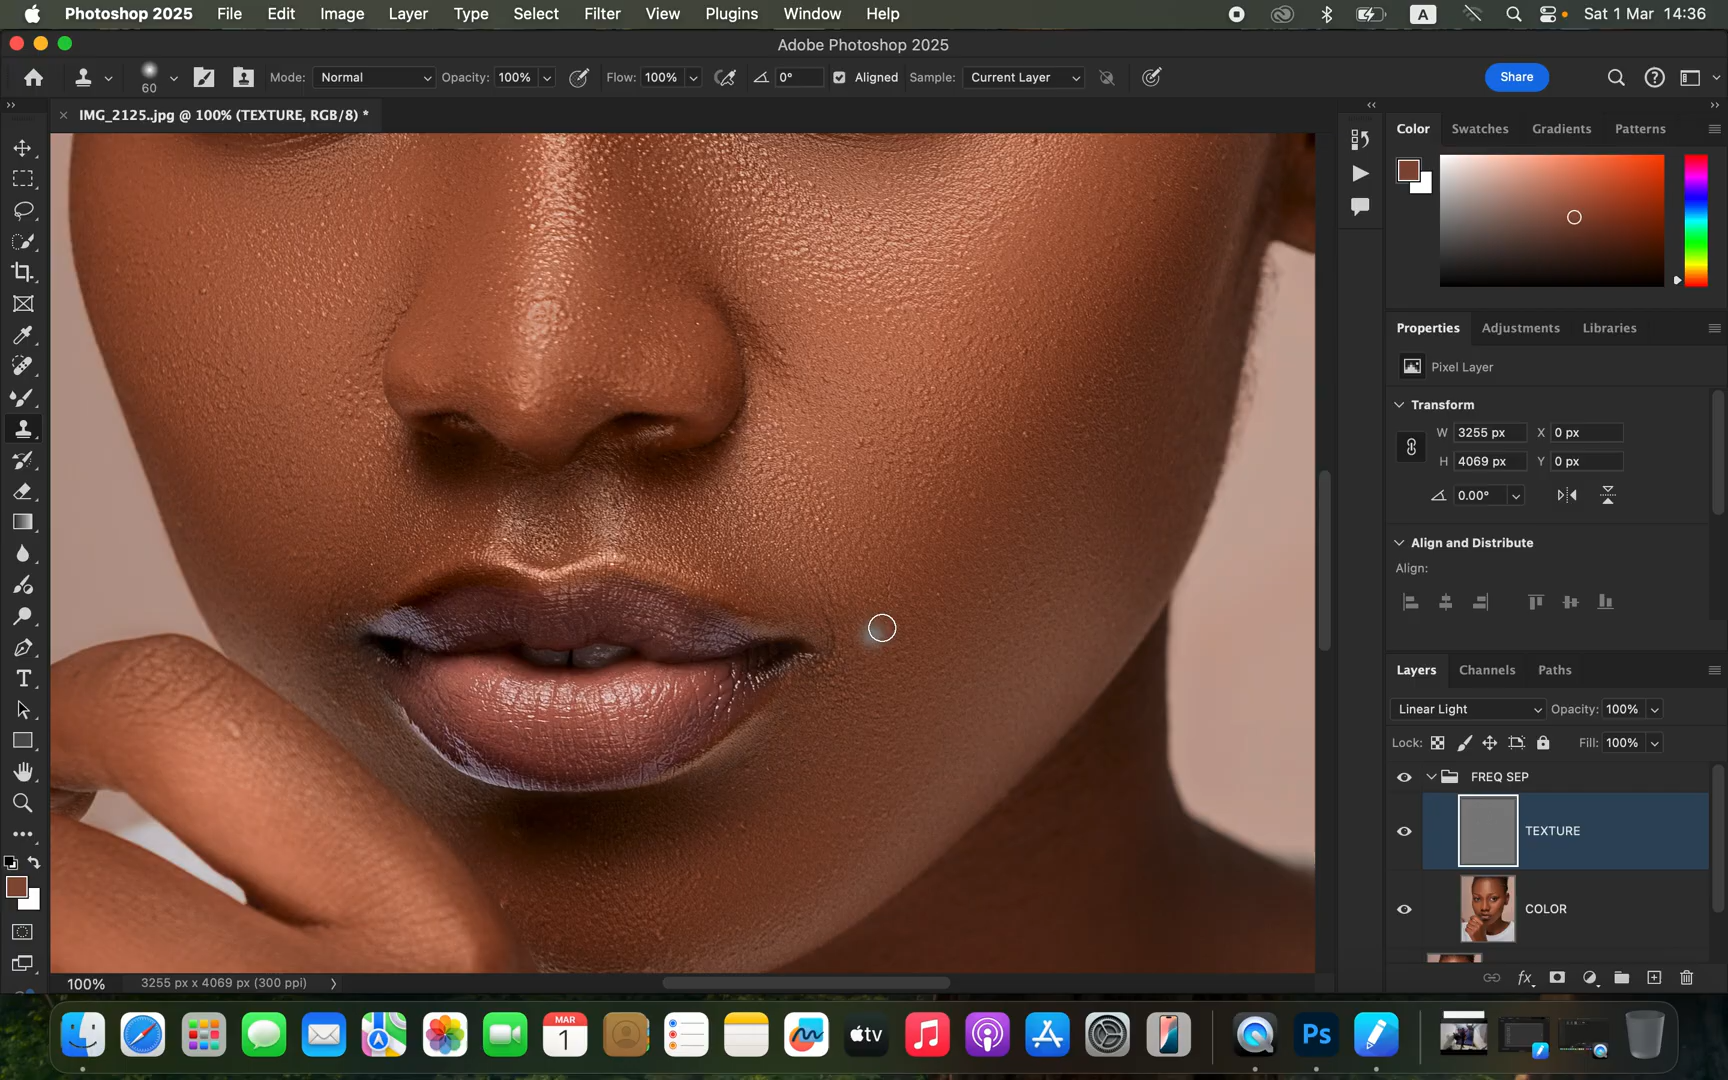 Photoshop 2025 File Edit Image Layer Type Select Filter View Plugins Window Help A Sat 1 Mar 14:36
Adobe Photoshop 2025
60 Mode: Normal Opacity: 100% Flow: 100% 0° Aligned Sample: Current Layer Share
IMG_2125..jpg @ 100% (TEXTURE, RGB/8) *
Color Swatches Gradients Patterns
Properties Adjustments Libraries
Pixel Layer
Transform
W 3255 px X 0 px
H 4069 px Y 0 px
0.00°
Align and Distribute
Align:
Layers Channels Paths
Linear Light Opacity: 100%
Lock: Fill: 100%
FREQ SEP
TEXTURE
COLOR
100% 3255 px x 4069 px (300 ppi)
MAR
1
tv
Ps